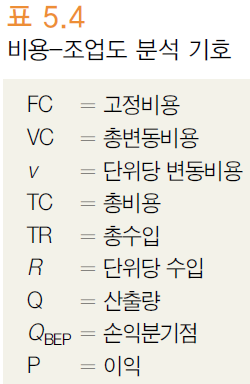 표 5.4
비용–조업도 분석 기호
FC = 고정비용
VC = 총변동비용
v = 단위당 변동비용
TC = 총비용
TR = 총수입
R = 단위당 수입
Q = 산출량
Q_BEP = 손익분기점
P = 이익